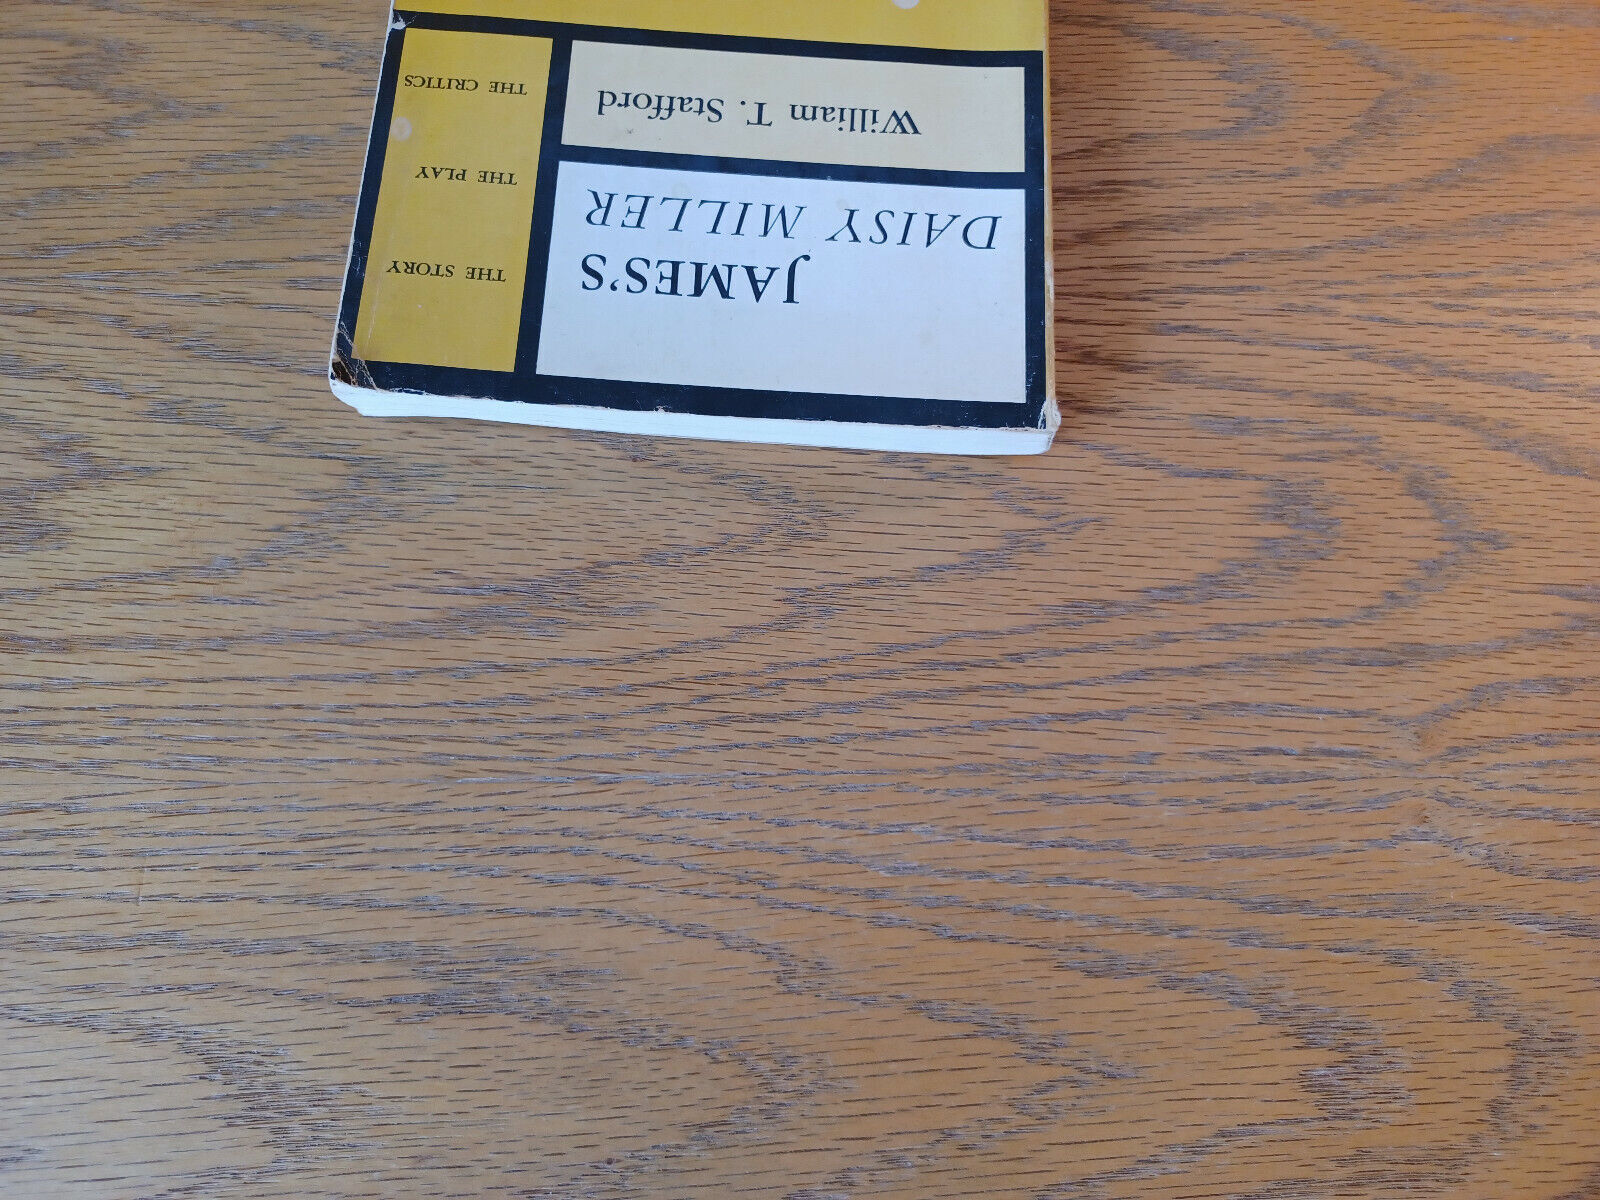 JAMES'S
DAISY MILLER
William T. Stafford
THE STORY
THE PLAY
THE CRITICS